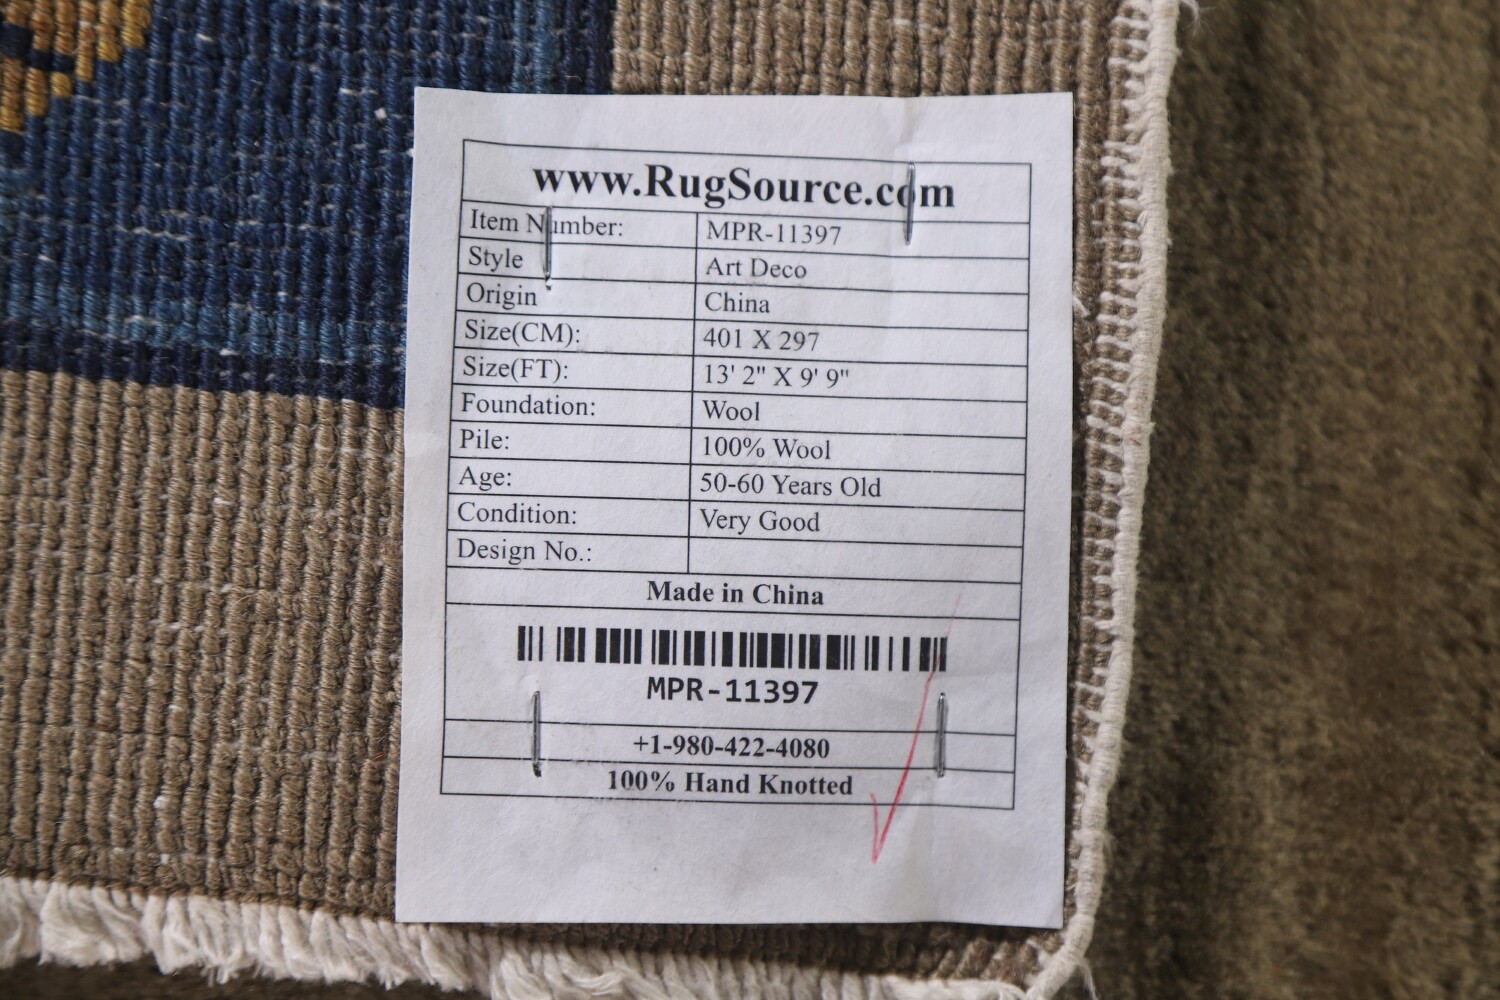 www.RugSource.com
Item Number: MPR-11397
Style Art Deco
Origin China
Size(CM): 401 X 297
Size(FT): 13' 2" X 9' 9"
Foundation: Wool
Pile: 100% Wool
Age: 50-60 Years Old
Condition: Very Good
Design No.:
Made in China
MPR-11397
+1-980-422-4080
100% Hand Knotted